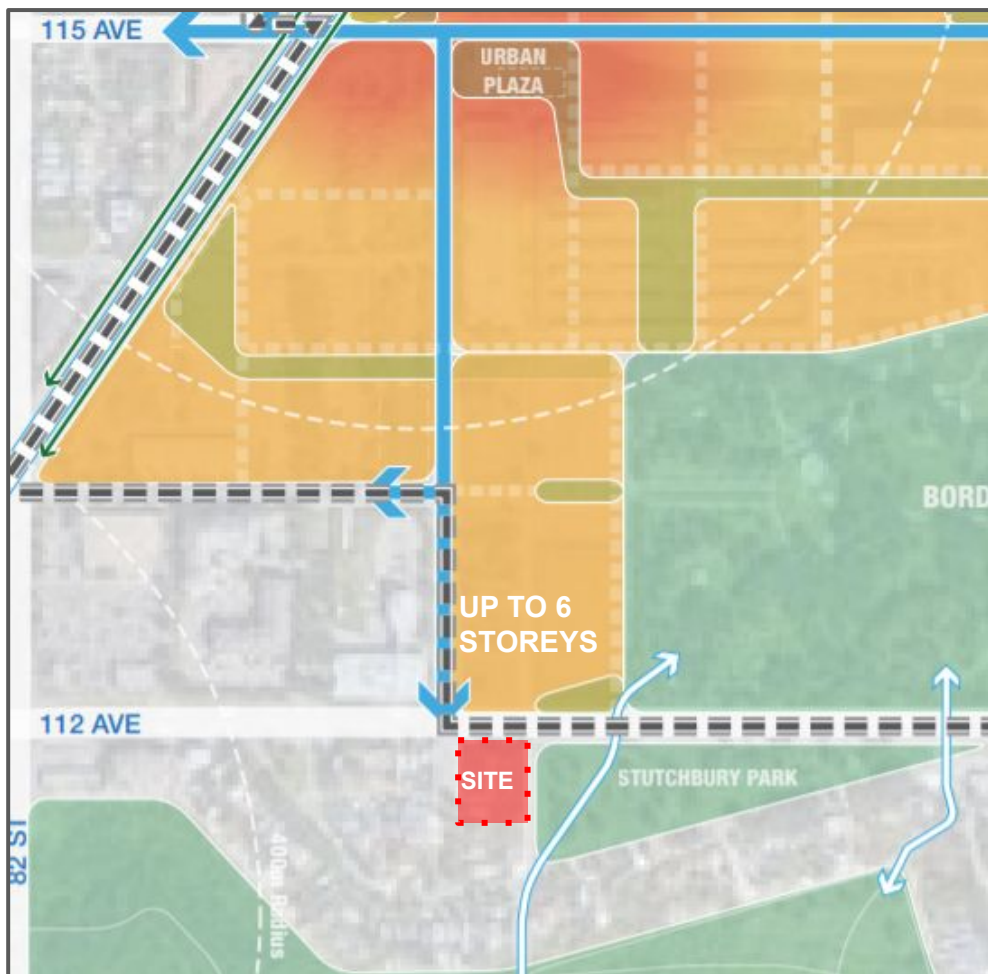 115 AVE
URBAN
PLAZA
BORD
UP TO 6
STOREYS
112 AVE
SITE
STUTCHBURY PARK
82 ST
400m Radius